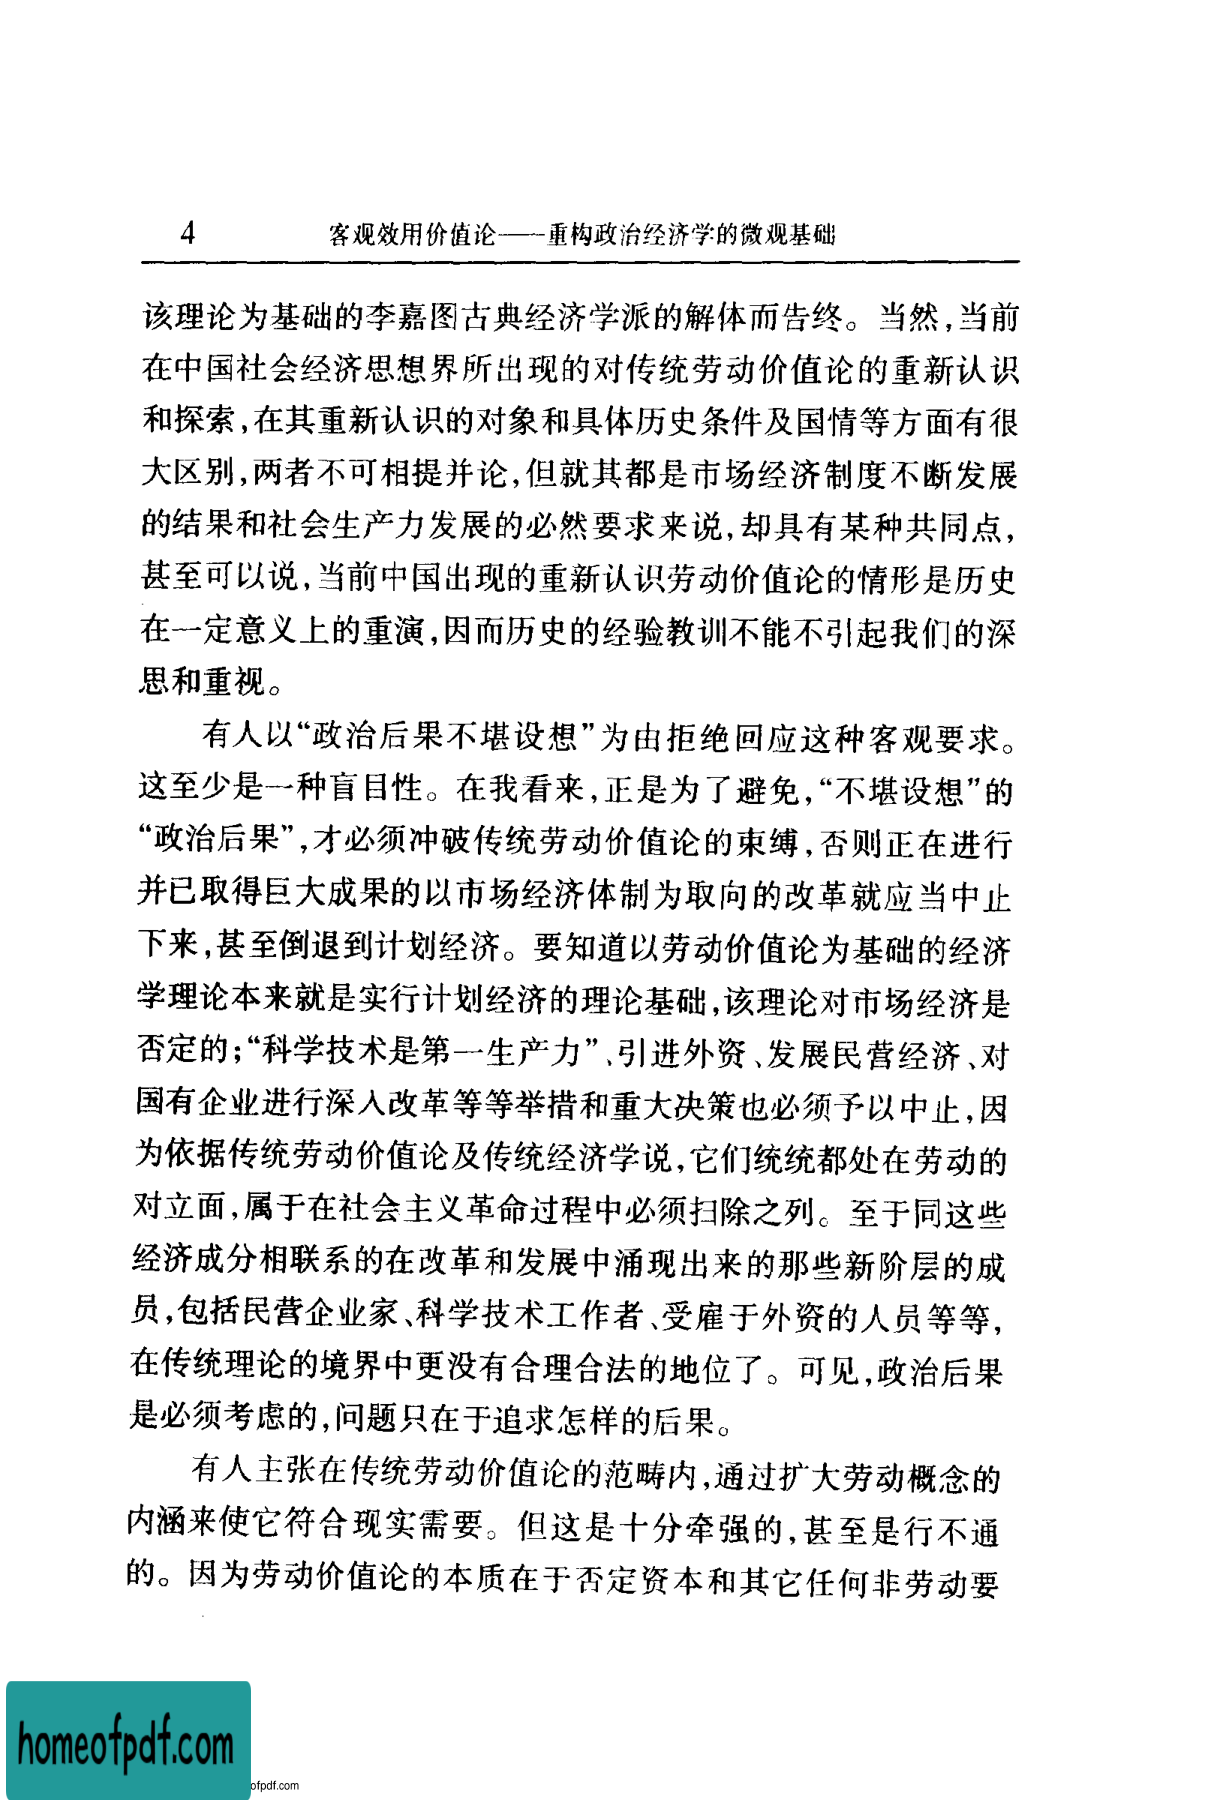 4 客观效用价值论——重构政治经济学的微观基础
该理论为基础的李嘉图古典经济学派的解体而告终。当然,当前
在中国社会经济思想界所出现的对传统劳动价值论的重新认识
和探索,在其重新认识的对象和具体历史条件及国情等方面有很
大区别,两者不可相提并论,但就其都是市场经济制度不断发展
的结果和社会生产力发展的必然要求来说,却具有某种共同点,
甚至可以说,当前中国出现的重新认识劳动价值论的情形是历史
在一定意义上的重演,因而历史的经验教训不能不引起我们的深
思和重视。
有人以“政治后果不堪设想”为由拒绝回应这种客观要求。
这至少是一种盲目性。在我看来,正是为了避免,“不堪设想”的
“政治后果”,才必须冲破传统劳动价值论的束缚,否则正在进行
并已取得巨大成果的以市场经济体制为取向的改革就应当中止
下来,甚至倒退到计划经济。要知道以劳动价值论为基础的经济
学理论本来就是实行计划经济的理论基础,该理论对市场经济是
否定的;“科学技术是第一生产力”、引进外资、发展民营经济、对
国有企业进行深入改革等等举措和重大决策也必须予以中止,因
为依据传统劳动价值论及传统经济学说,它们统统都处在劳动的
对立面,属于在社会主义革命过程中必须扫除之列。至于同这些
经济成分相联系的在改革和发展中涌现出来的那些新阶层的成
员,包括民营企业家、科学技术工作者、受雇于外资的人员等等,
在传统理论的境界中更没有合理合法的地位了。可见,政治后果
是必须考虑的,问题只在于追求怎样的后果。
有人主张在传统劳动价值论的范畴内,通过扩大劳动概念的
内涵来使它符合现实需要。但这是十分牵强的,甚至是行不通
的。因为劳动价值论的本质在于否定资本和其它任何非劳动要
homeofpdf.com
ofpdf.com